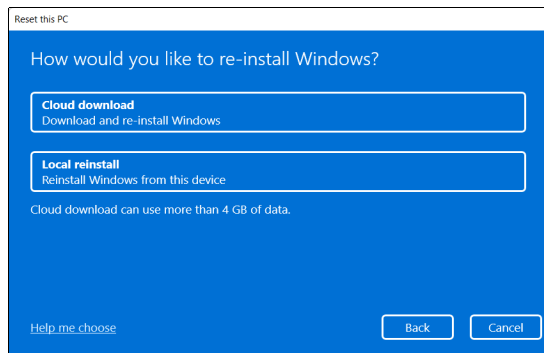 Reset this PC
How would you like to re-install Windows?
Cloud download
Download and re-install Windows
Local reinstall
Reinstall Windows from this device
Cloud download can use more than 4 GB of data.
Help me choose
Back
Cancel